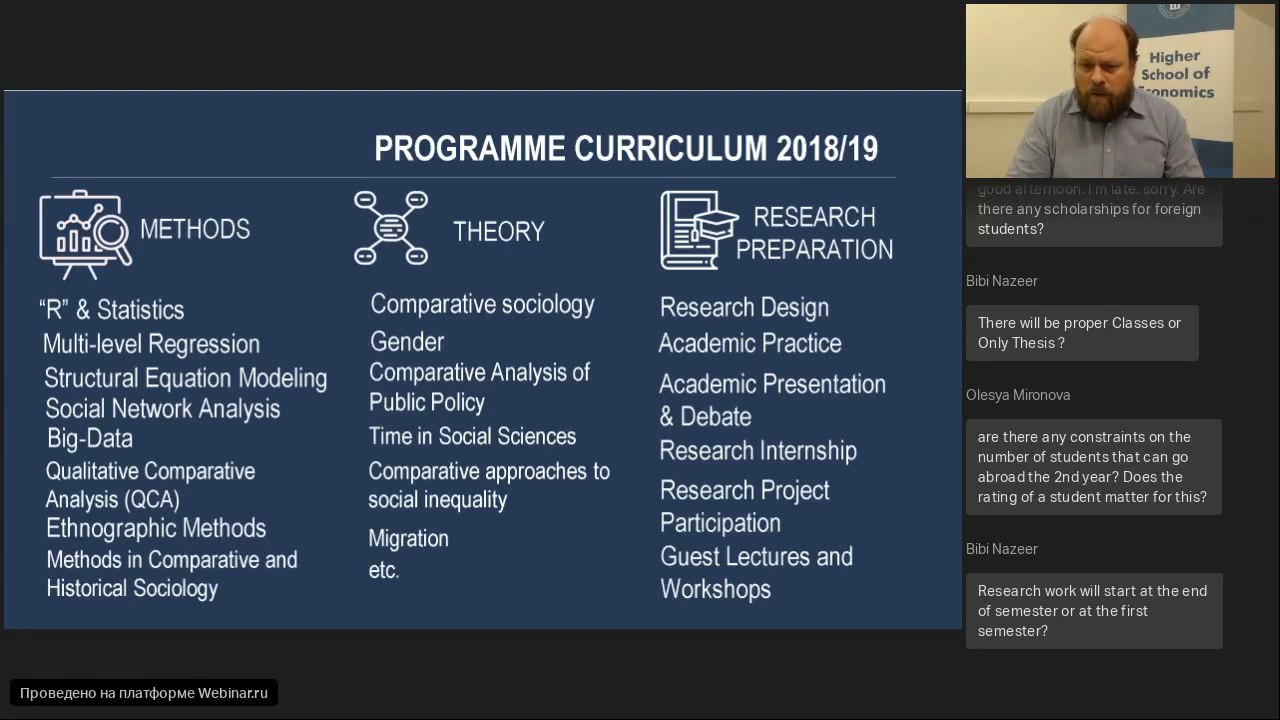 PROGRAMME CURRICULUM 2018/19
METHODS
"R" & Statistics
Multi-level Regression
Structural Equation Modeling
Social Network Analysis
Big-Data
Qualitative Comparative
Analysis (QCA)
Ethnographic Methods
Methods in Comparative and
Historical Sociology
THEORY
Comparative sociology
Gender
Comparative Analysis of
Public Policy
Time in Social Sciences
Comparative approaches to
social inequality
Migration
etc.
RESEARCH
PREPARATION
Research Design
Academic Practice
Academic Presentation
& Debate
Research Internship
Research Project
Participation
Guest Lectures and
Workshops
Higher
School of
Economics
good afternoon. I'm late, sorry. Are
there any scholarships for foreign
students?
Bibi Nazeer
There will be proper Classes or
Only Thesis ?
Olesya Mironova
are there any constraints on the
number of students that can go
abroad the 2nd year? Does the
rating of a student matter for this?
Bibi Nazeer
Research work will start at the end
of semester or at the first
semester?
Проведено на платформе Webinar.ru